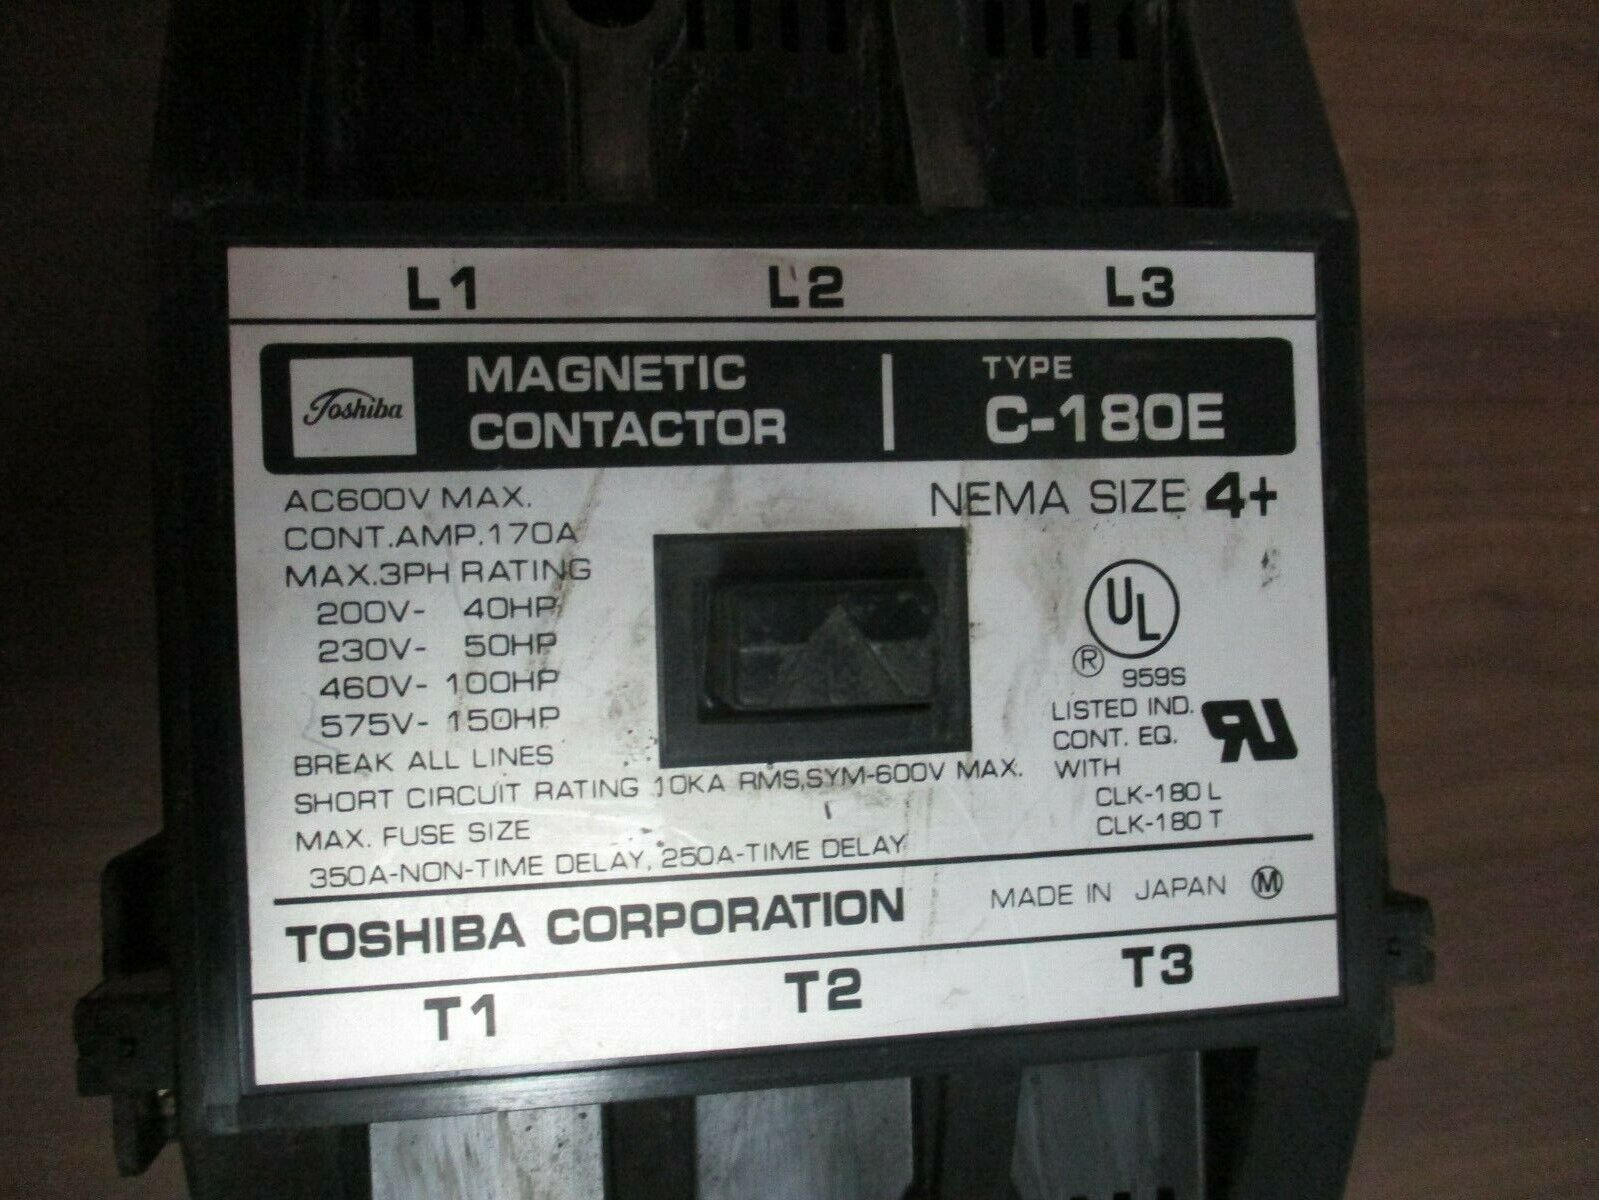 L1 L2 L3
Toshiba
MAGNETIC
CONTACTOR
TYPE
C-180E
NEMA SIZE 4+
AC600V MAX.
CONT.AMP.170A
MAX.3PH RATING
200V- 40HP
230V- 50HP
460V- 100HP
575V- 150HP
BREAK ALL LINES
SHORT CIRCUIT RATING 10KA RMS,SYM-600V MAX.
MAX. FUSE SIZE
350A-NON-TIME DELAY, 250A-TIME DELAY
UL
®
959S
LISTED IND.
CONT. EQ.
WITH
CLK-180 L
CLK-180 T
RU
TOSHIBA CORPORATION
MADE IN JAPAN M
T1 T2 T3